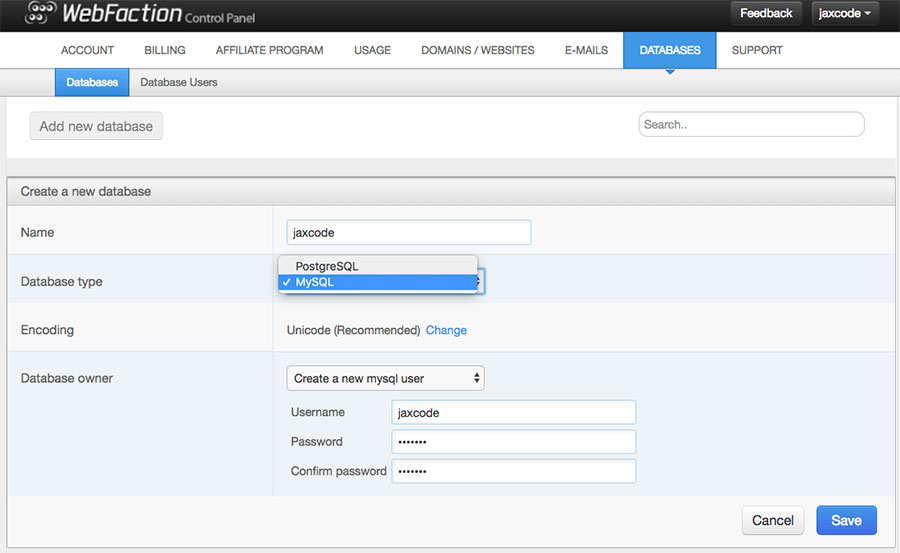 WebFaction Control Panel Feedback jaxcode
ACCOUNT BILLING AFFILIATE PROGRAM USAGE DOMAINS / WEBSITES E-MAILS DATABASES SUPPORT
Databases Database Users
Add new database Search..
Create a new database
Name jaxcode
PostgreSQL
Database type MySQL
Encoding Unicode (Recommended) Change
Database owner Create a new mysql user
Username jaxcode
Password •••••••
Confirm password •••••••
Cancel Save